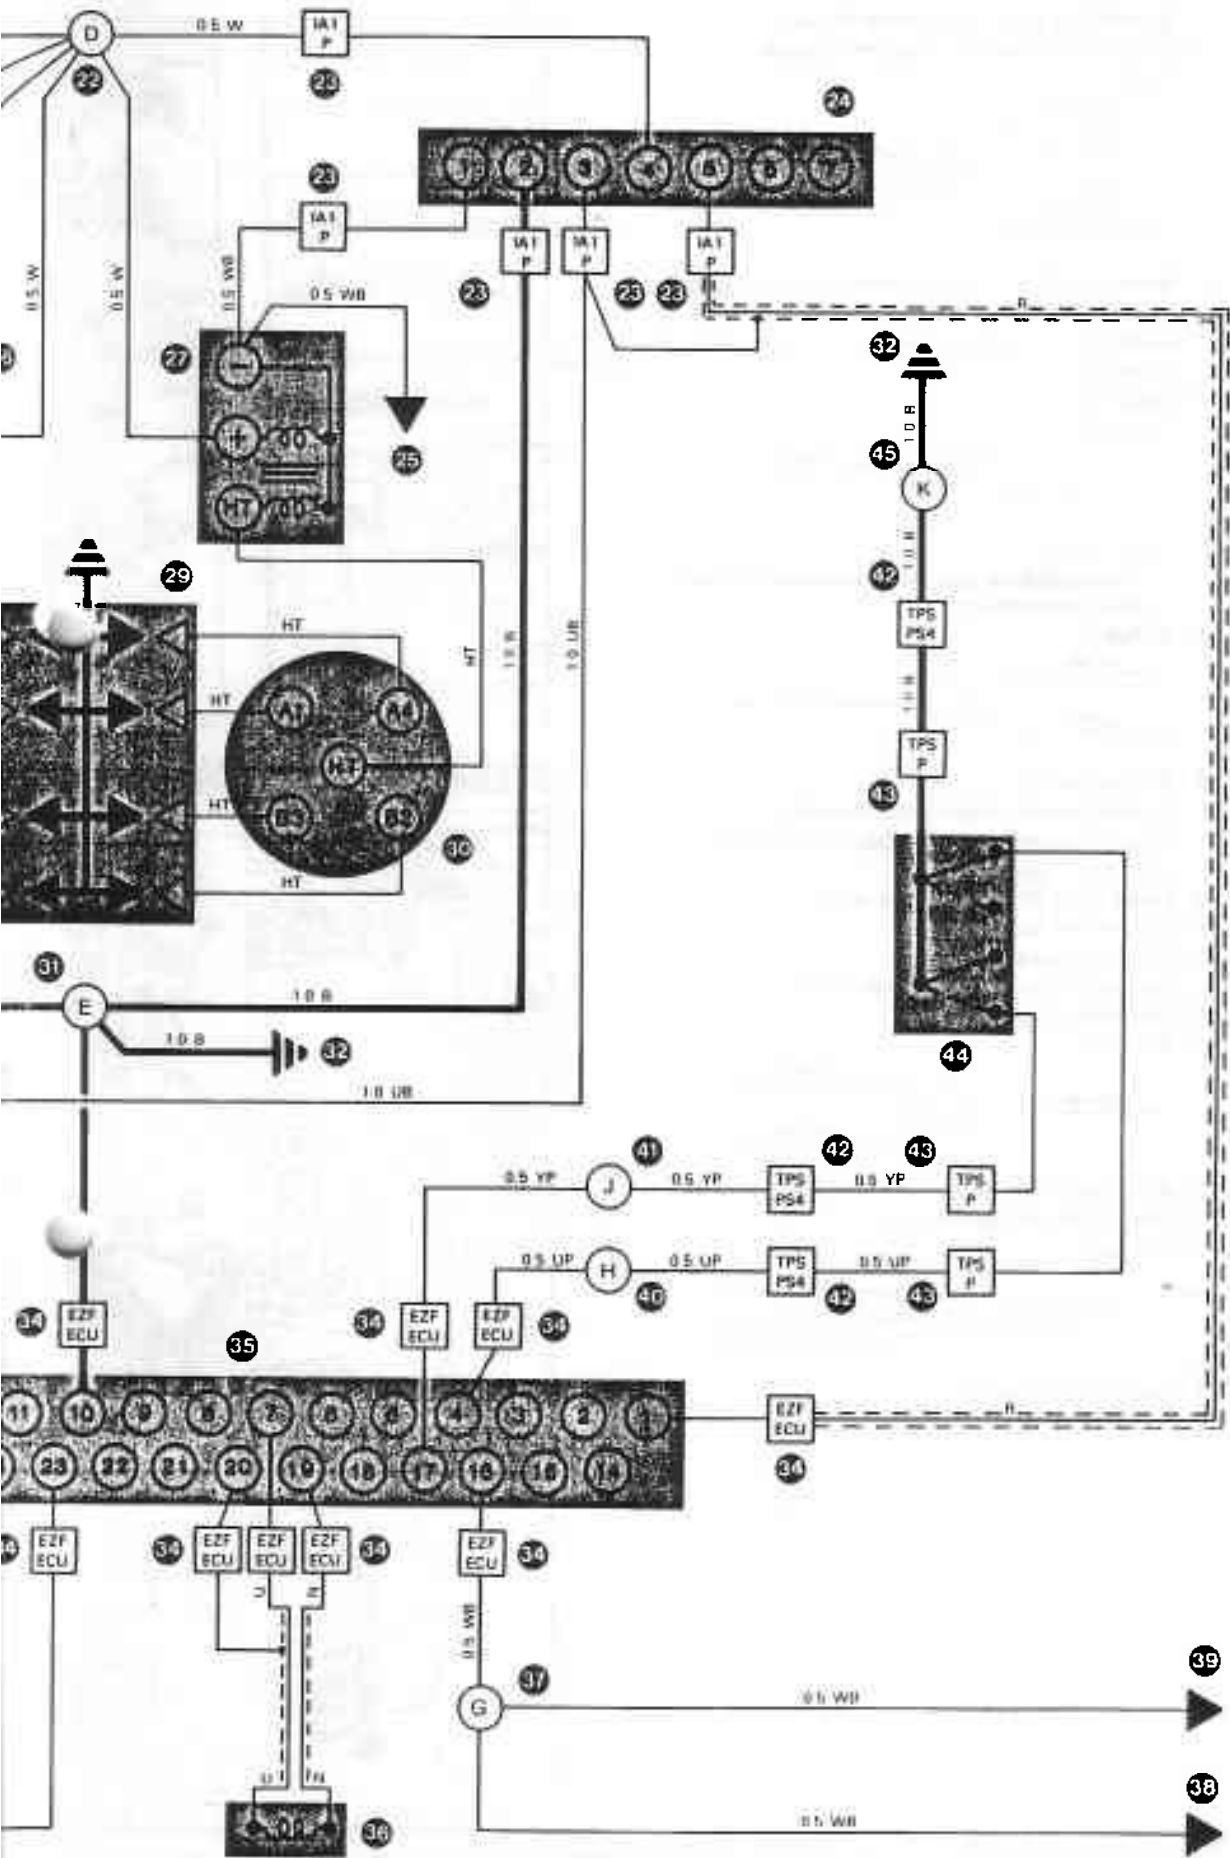 D
0.5 W
IA1
P
22
23
24
23
1 2 3 4 5 6 7
IA1
P
IA1
P
IA1
P
IA1
P
0.5 W
0.5 W
0.5 WB
0.5 WB
23
23
23
R
27
−
+
HT
25
32
1.0 B
45
K
1.0 B
42
TPS
PS4
1.0 B
TPS
P
43
29
HT
HT
HT
HT
HT
A1
A4
HT
B3
B2
30
1.0 B
1.0 UB
44
31
E
1.0 B
1.0 B
32
1.0 UB
41
42
43
0.5 YP
J
0.5 YP
TPS
PS4
0.5 YP
TPS
P
0.5 UP
H
0.5 UP
TPS
PS4
0.5 UP
TPS
P
40
42
43
34
EZF
ECU
35
34
EZF
ECU
EZF
ECU
34
11 10 9 8 7 6 5 4 3 2 1
EZF
ECU
R
34
23 22 21 20 19 18 17 16 15 14
EZF
ECU
34
EZF
ECU
EZF
ECU
EZF
ECU
34
EZF
ECU
34
U
N
0.5 WB
37
G
0.5 WB
39
U
N
36
0.5 WB
38